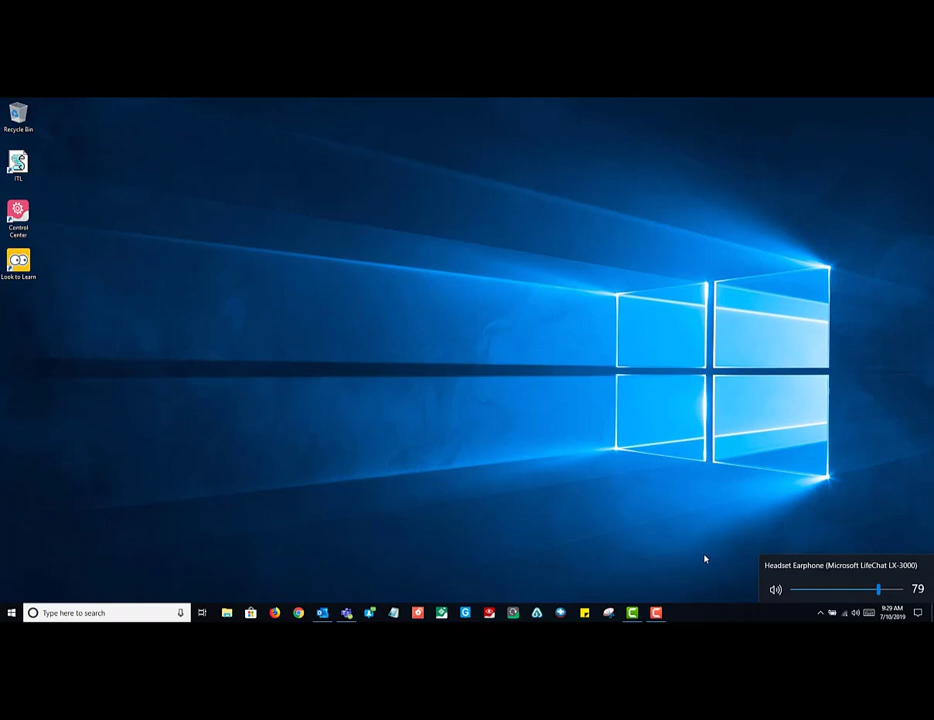 Recycle Bin
ITL
Control
Center
Look to Learn
Headset Earphone (Microsoft LifeChat LX-3000)
79
Type here to search
9:29 AM
7/10/2019